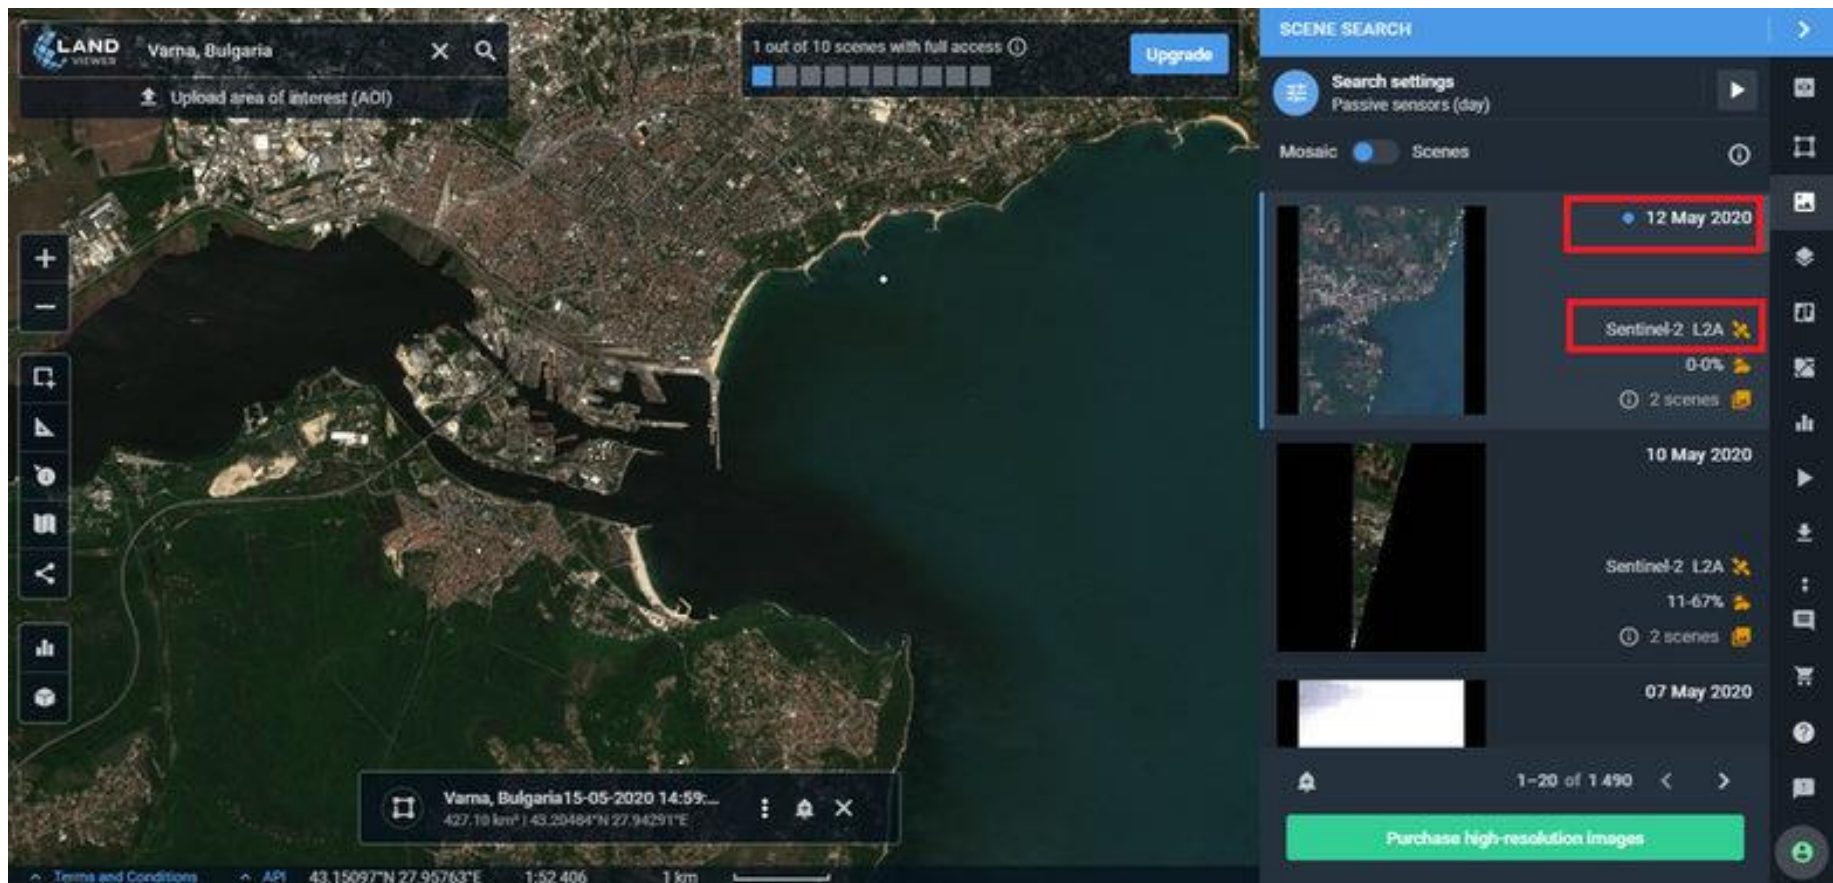 LAND
VIEWER
Varna, Bulgaria
Upload area of interest (AOI)
1 out of 10 scenes with full access
Upgrade
SCENE SEARCH
Search settings
Passive sensors (day)
Mosaic Scenes
12 May 2020
Sentinel-2 L2A
0-0%
2 scenes
10 May 2020
Sentinel-2 L2A
11-67%
2 scenes
07 May 2020
1–20 of 1 490
Purchase high-resolution images
Varna, Bulgaria15-05-2020 14:59:...
427.10 km² | 43.20484°N 27.94291°E
Terms and Conditions API 43.15097°N 27.95763°E 1:52 406 1 km